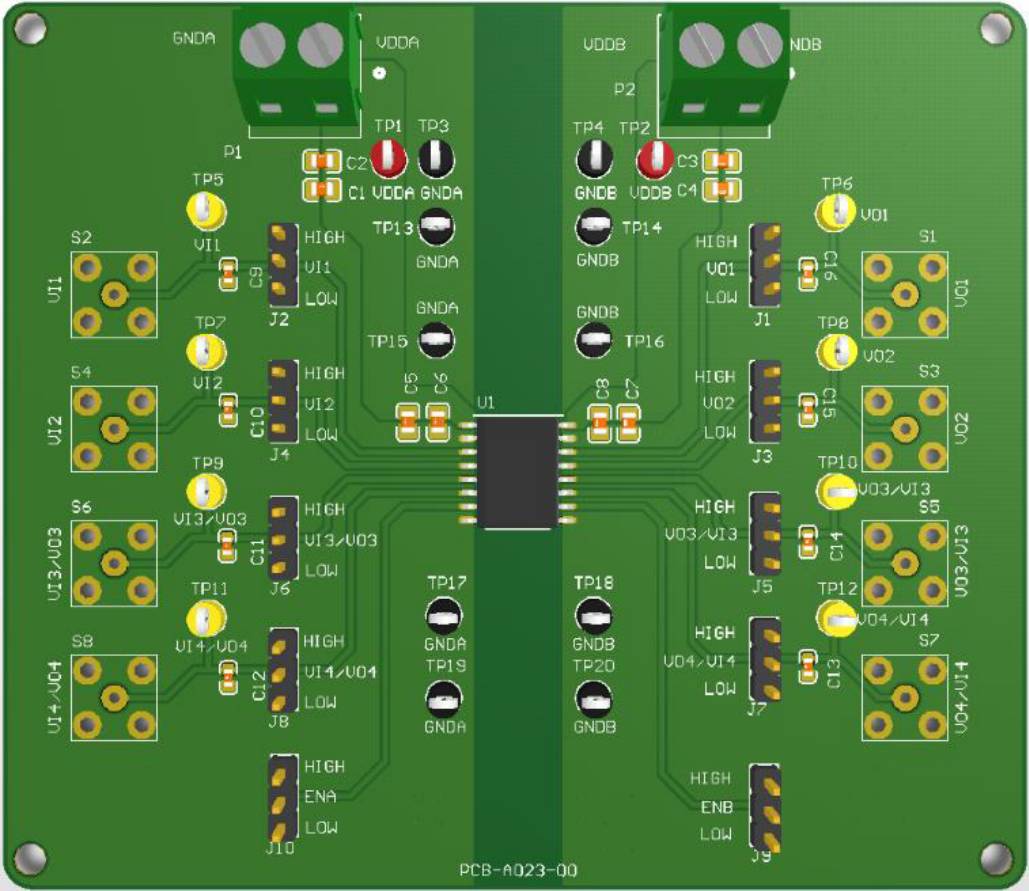 GNDA
VDDA
VDDB
NDB
P2
P1
TP1
TP3
TP4
TP2
C2
C3
C1
VDDA
GNDA
GNDB
VDDB
C4
TP5
TP6
VO1
TP13
TP14
VI1
GNDA
GNDB
S2
S1
HIGH
HIGH
VI1
C9
VI1
VO1
C16
VO1
LOW
LOW
J2
J1
GNDA
GNDB
TP7
TP15
TP16
TP8
VO2
S4
VI2
HIGH
HIGH
S3
VI2
C10
VI2
C5
C6
U1
C8
C7
VO2
C15
VO2
LOW
LOW
J4
J3
TP9
TP10
VO3/VI3
S6
VI3/VO3
HIGH
HIGH
S5
VI3/VO3
C11
VI3/VO3
VO3/VI3
C14
VO3/VI3
LOW
LOW
J6
J5
TP11
TP17
TP18
TP12
VO4/VI4
S8
VI4/VO4
HIGH
GNDA
GNDB
HIGH
S7
VI4/VO4
C12
VI4/VO4
TP19
TP20
VO4/VI4
C13
VO4/VI4
LOW
LOW
J8
GNDA
GNDB
J7
HIGH
HIGH
ENA
ENB
LOW
LOW
J10
J9
PCB-A023-00